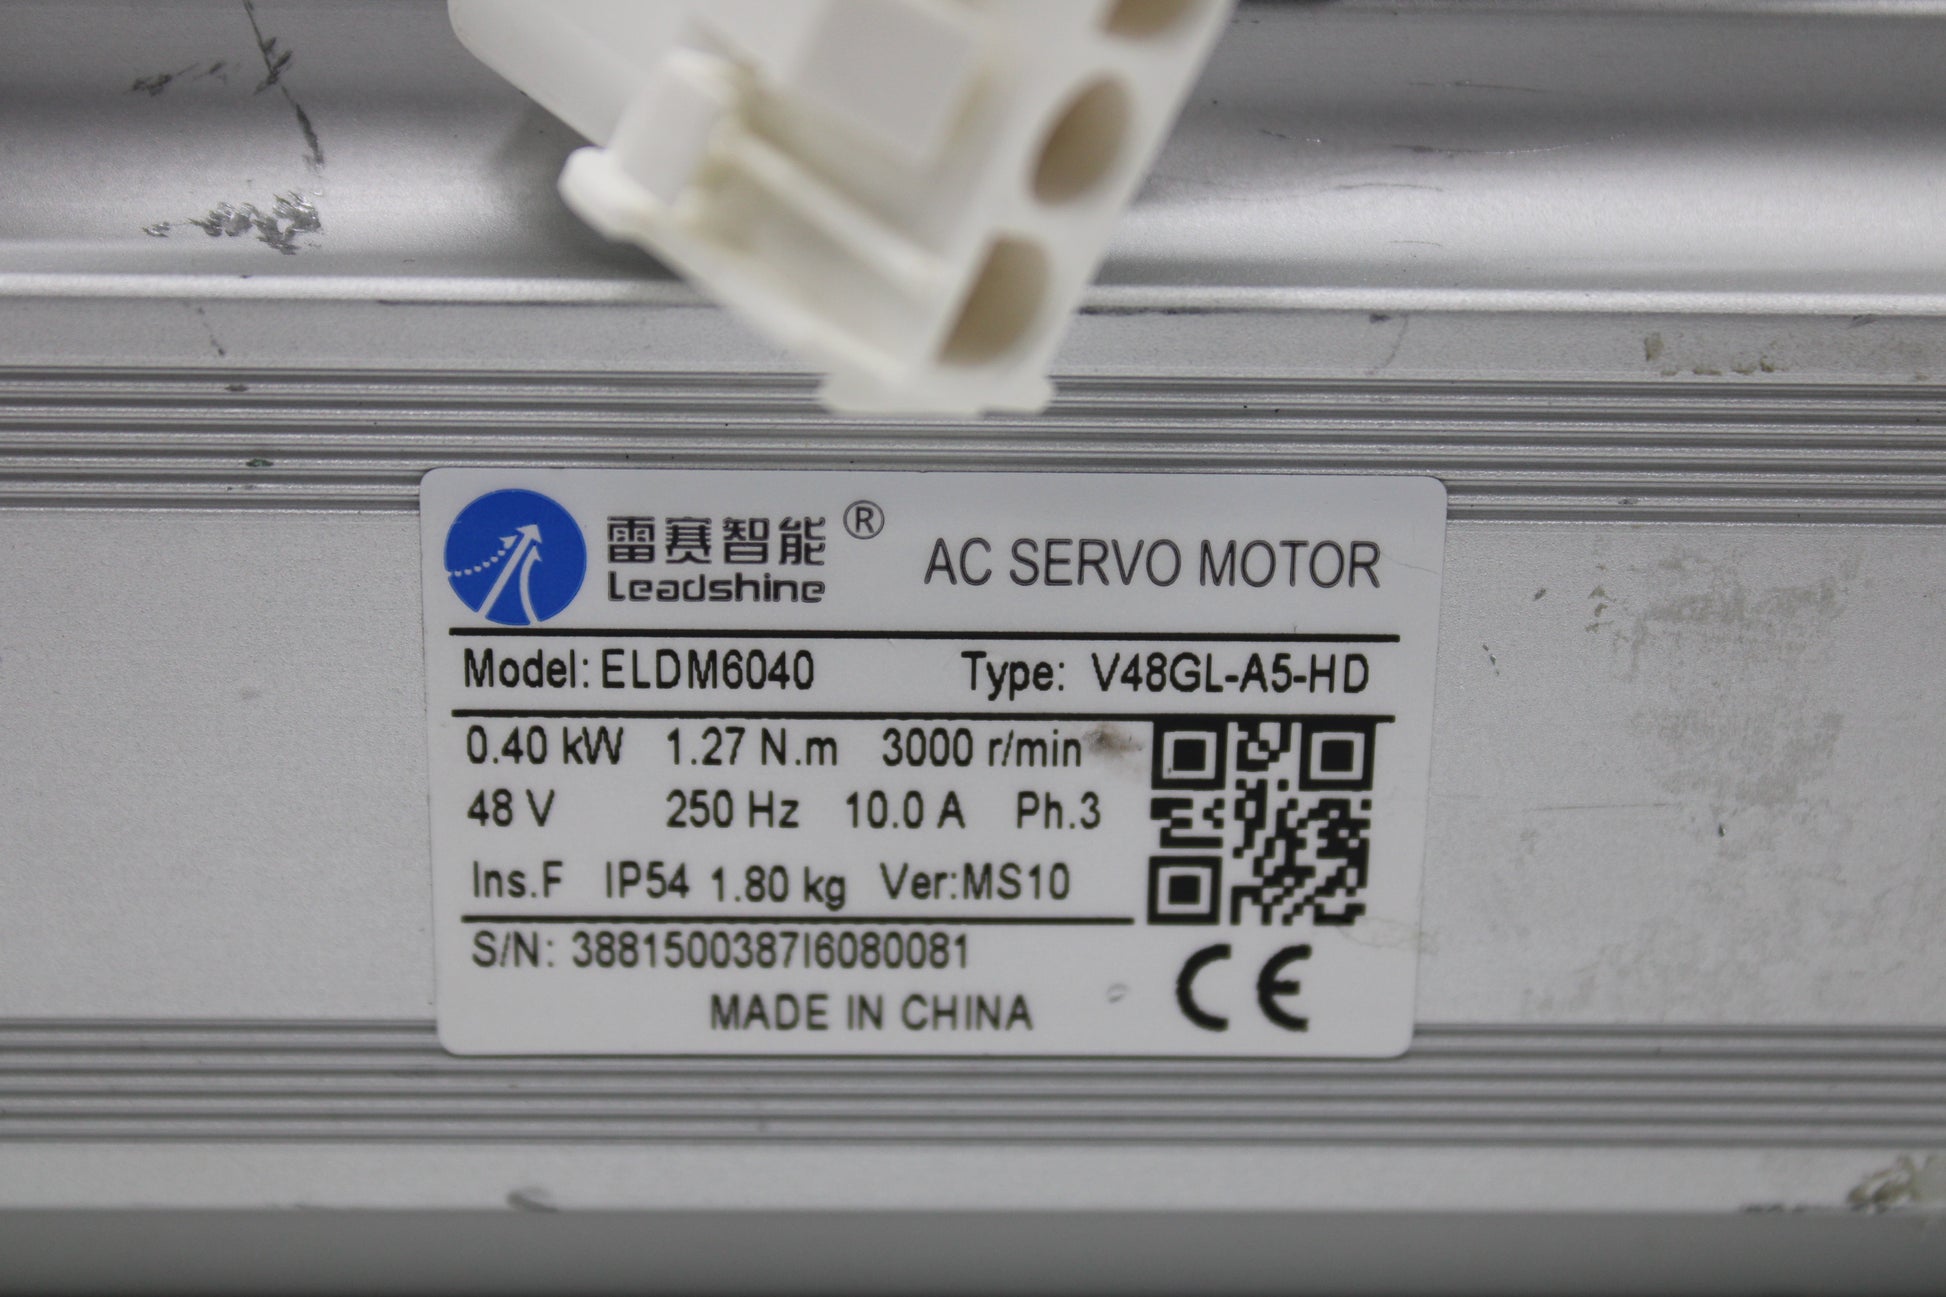 雷赛智能® AC SERVO MOTOR
Leadshine
Model: ELDM6040 Type: V48GL-A5-HD
0.40 kW 1.27 N.m 3000 r/min
48 V 250 Hz 10.0 A Ph.3
Ins.F IP54 1.80 kg Ver:MS10
S/N: 3881500387I6080081
MADE IN CHINA CE